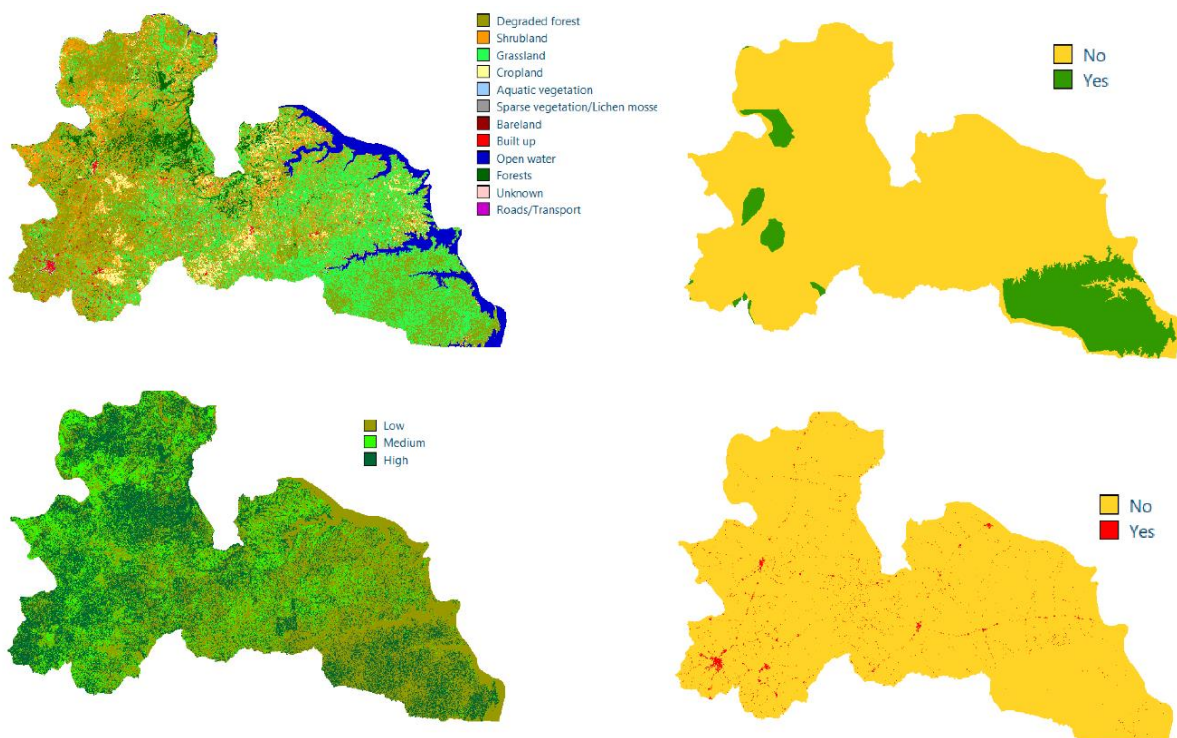 Degraded forest
Shrubland
Grassland
Cropland
Aquatic vegetation
Sparse vegetation/Lichen mosse
Bareland
Built up
Open water
Forests
Unknown
Roads/Transport
No
Yes
Low
Medium
High
No
Yes